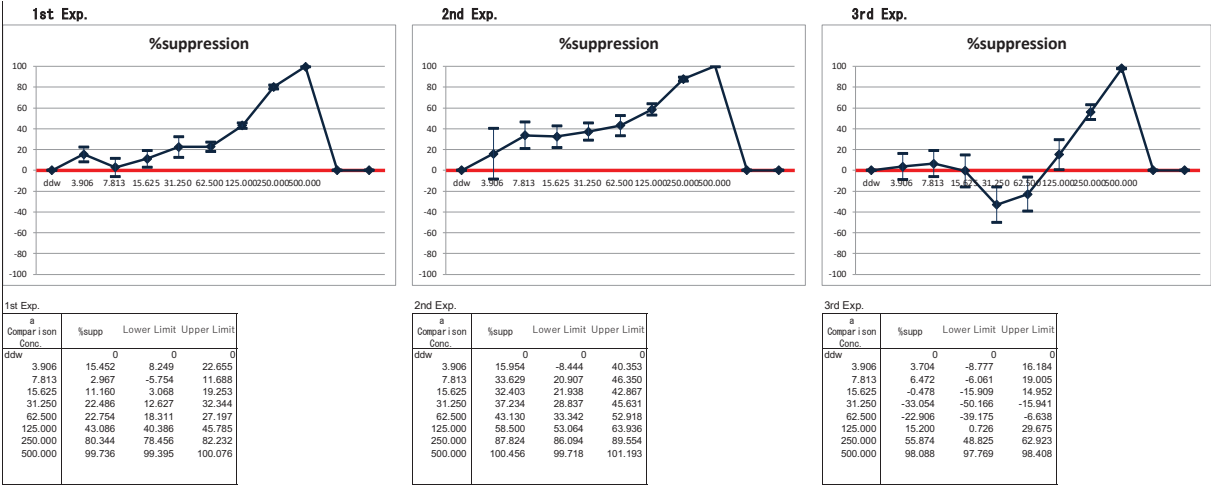 1st Exp.
%suppression
100
80
60
40
20
0
-20
-40
-60
-80
-100
ddw 3.906 7.813 15.625 31.250 62.500 125.000 250.000 500.000
2nd Exp.
%suppression
100
80
60
40
20
0
-20
-40
-60
-80
-100
ddw 3.906 7.813 15.625 31.250 62.500 125.000 250.000 500.000
3rd Exp.
%suppression
100
80
60
40
20
0
-20
-40
-60
-80
-100
ddw 3.906 7.813 15.625 31.250 62.500 125.000 250.000 500.000
1st Exp.
a
Comparison %supp Lower Limit Upper Limit
Conc.
ddw 0 0 0
3.906 15.452 8.249 22.655
7.813 2.967 -5.754 11.688
15.625 11.160 3.068 19.253
31.250 22.486 12.627 32.344
62.500 22.754 18.311 27.197
125.000 43.086 40.386 45.785
250.000 80.344 78.456 82.232
500.000 99.736 99.395 100.076
2nd Exp.
a
Comparison %supp Lower Limit Upper Limit
Conc.
ddw 0 0 0
3.906 15.954 -8.444 40.353
7.813 33.629 20.907 46.350
15.625 32.403 21.938 42.867
31.250 37.234 28.837 45.631
62.500 43.130 33.342 52.918
125.000 58.500 53.064 63.936
250.000 87.824 86.094 89.554
500.000 100.456 99.718 101.193
3rd Exp.
a
Comparison %supp Lower Limit Upper Limit
Conc.
ddw 0 0 0
3.906 3.704 -8.777 16.184
7.813 6.472 -6.061 19.005
15.625 -0.478 -15.909 14.952
31.250 -33.054 -50.166 -15.941
62.500 -22.906 -39.175 -6.638
125.000 15.200 0.726 29.675
250.000 55.874 48.825 62.923
500.000 98.088 97.769 98.408